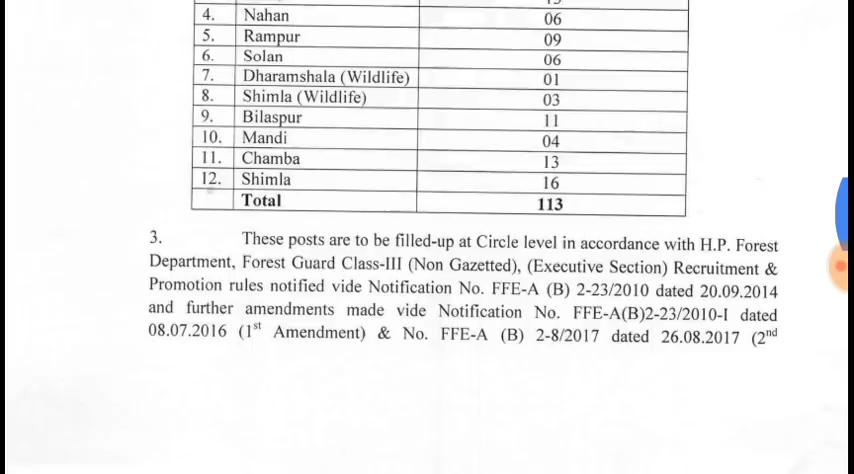 4. Nahan 06
5. Rampur 09
6. Solan 06
7. Dharamshala (Wildlife) 01
8. Shimla (Wildlife) 03
9. Bilaspur 11
10. Mandi 04
11. Chamba 13
12. Shimla 16
Total 113
3. These posts are to be filled-up at Circle level in accordance with H.P. Forest
Department, Forest Guard Class-III (Non Gazetted), (Executive Section) Recruitment &
Promotion rules notified vide Notification No. FFE-A (B) 2-23/2010 dated 20.09.2014
and further amendments made vide Notification No. FFE-A(B)2-23/2010-I dated
08.07.2016 (1st Amendment) & No. FFE-A (B) 2-8/2017 dated 26.08.2017 (2nd